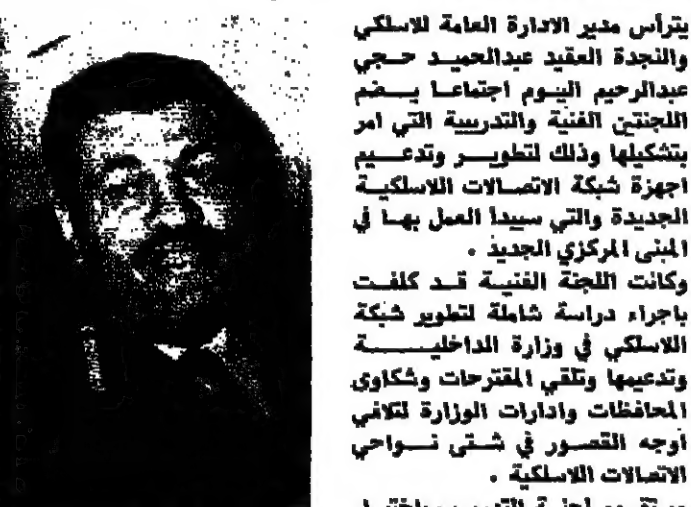 يترأس مدير الادارة العامة للاسلكي
والنجدة العقيد عبدالحميد حجي
عبدالرحيم اليوم اجتماعا يضم
اللجنتين الفنية والتدريبية التي امر
بتشكيلها وذلك لتطوير وتدعيم
اجهزة شبكة الاتصالات اللاسلكية
الجديدة والتي سيبدأ العمل بها في
المبنى المركزي الجديد .
وكانت اللجنة الفنية قد كلفت
باجراء دراسة شاملة لتطوير شبكة
اللاسلكي في وزارة الداخلية
وتدعيمها وتلقي المقترحات وشكاوى
المحافظات وادارات الوزارة لتلافي
أوجه القصور في شتى نواحي
الاتصالات اللاسلكية .